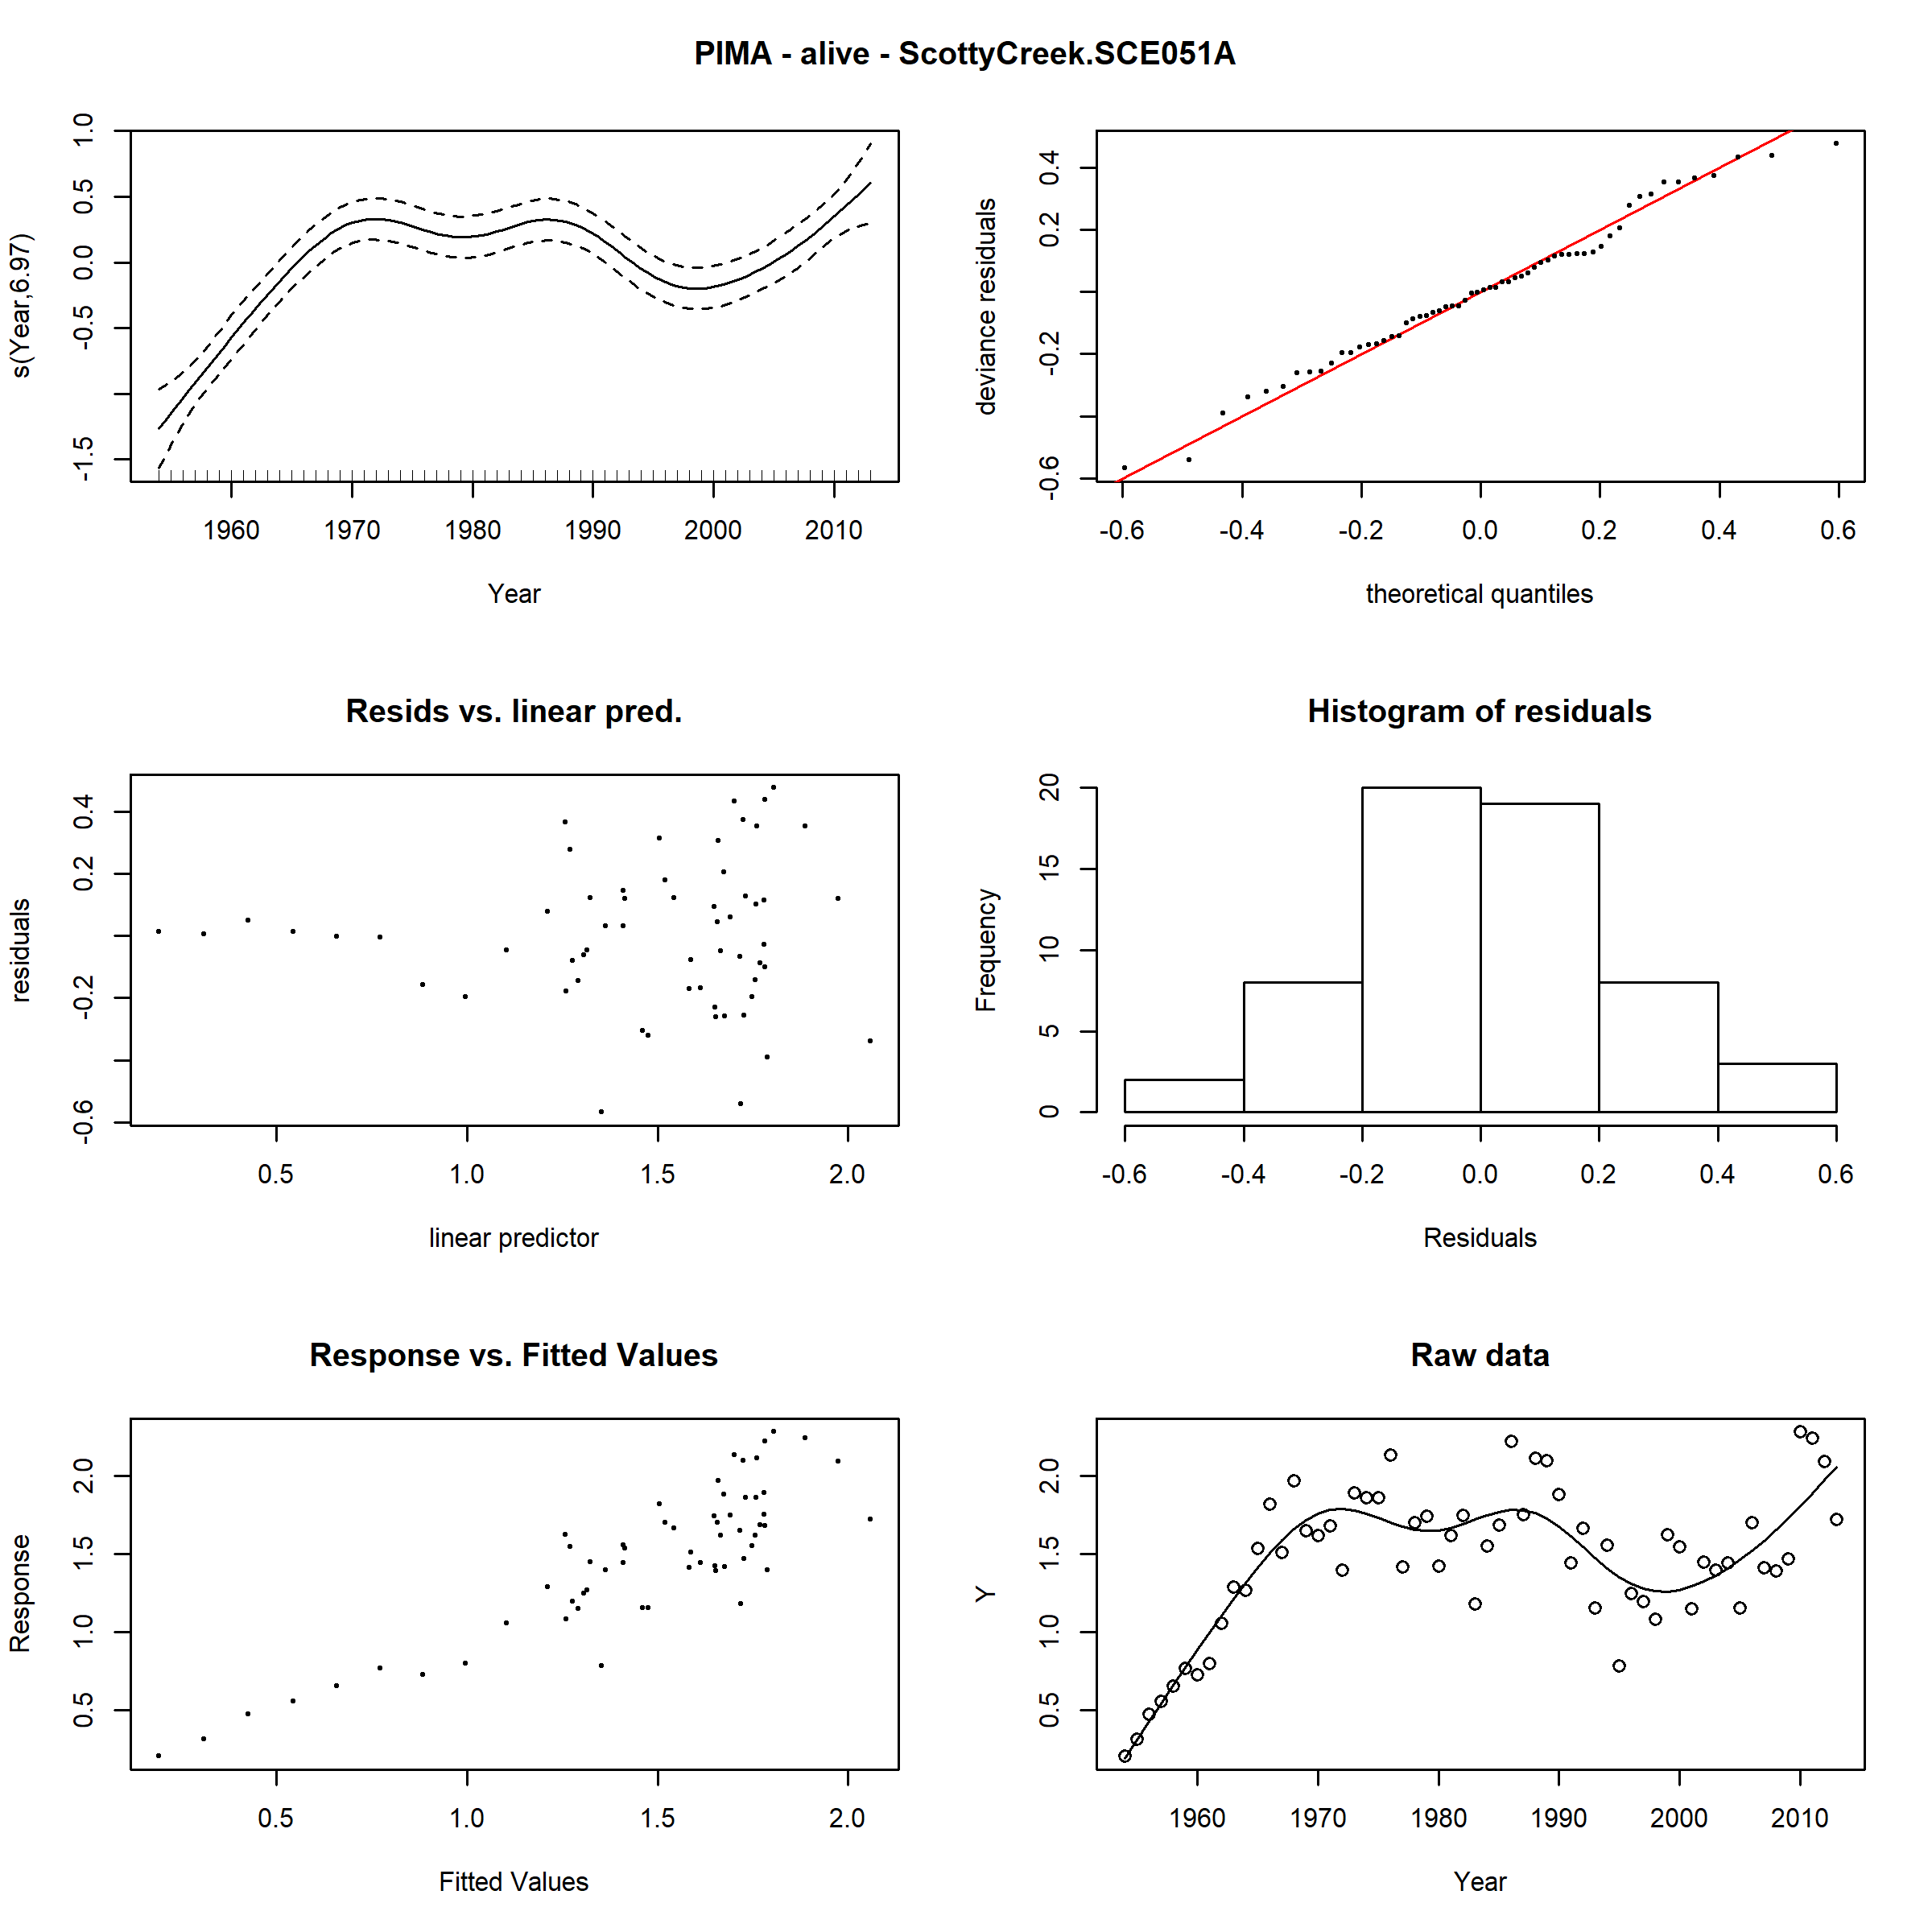 PIMA - alive - ScottyCreek.SCE051A
s(Year,6.97)
-1.5 -0.5 0.0 0.5 1.0
1960 1970 1980 1990 2000 2010
Year
deviance residuals
-0.6 -0.2 0.2 0.4
-0.6 -0.4 -0.2 0.0 0.2 0.4 0.6
theoretical quantiles
Resids vs. linear pred.
residuals
-0.6 -0.2 0.2 0.4
0.5 1.0 1.5 2.0
linear predictor
Histogram of residuals
Frequency
0 5 10 15 20
-0.6 -0.4 -0.2 0.0 0.2 0.4 0.6
Residuals
Response vs. Fitted Values
Response
0.5 1.0 1.5 2.0
0.5 1.0 1.5 2.0
Fitted Values
Raw data
Y
0.5 1.0 1.5 2.0
1960 1970 1980 1990 2000 2010
Year